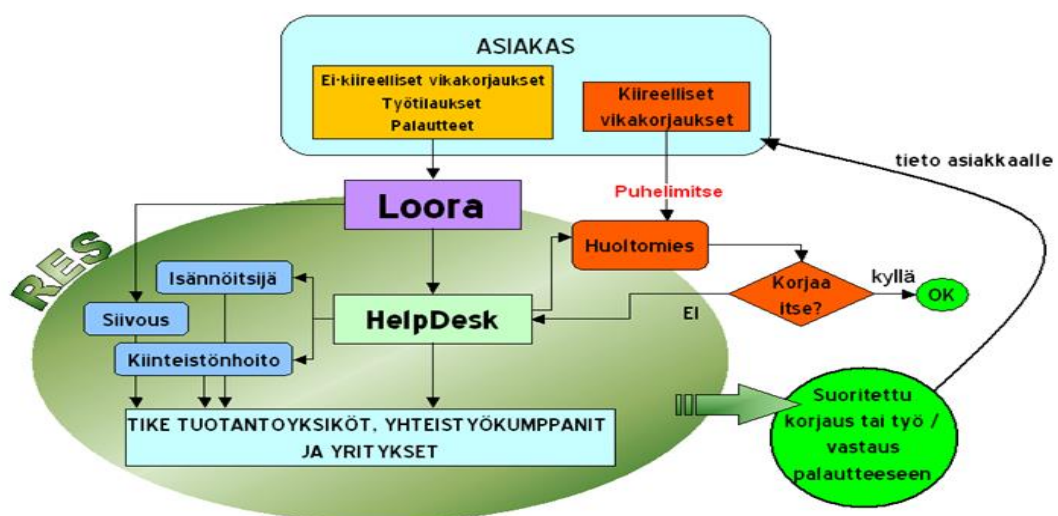 ASIAKAS
Ei-kiireelliset vikakorjaukset
Työtilaukset
Palautteet
Kiireelliset
vikakorjaukset
tieto asiakkaalle
Puhelimitse
Loora
RES
Huoltomies
Isännöitsijä
Korjaa
itse?
kyllä
OK
Siivous
HelpDesk
EI
Kiinteistönhoito
TIKE TUOTANTOYKSIKÖT, YHTEISTYÖKUMPPANIT
JA YRITYKSET
Suoritettu
korjaus tai työ /
vastaus
palautteeseen